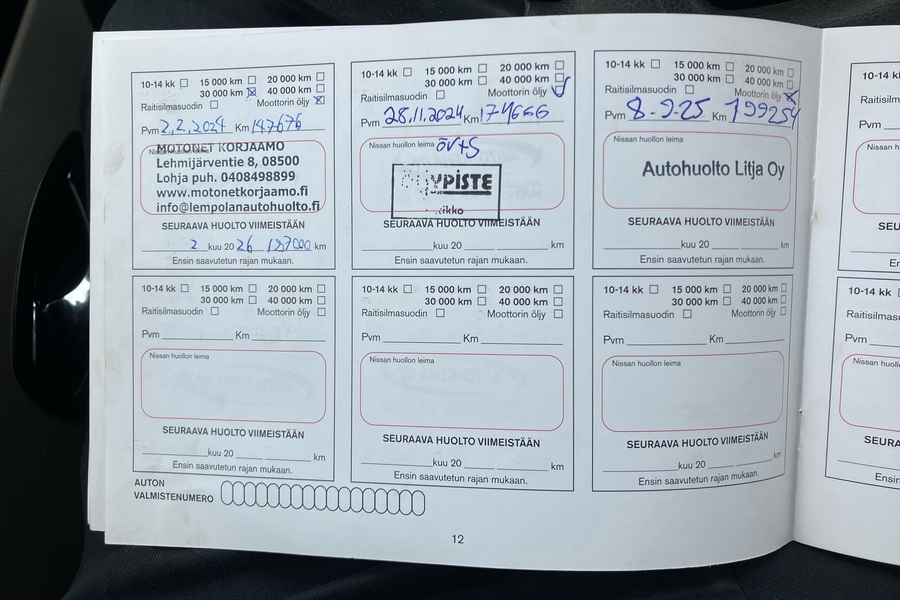 10-14 kk 15 000 km 20 000 km
30 000 km 40 000 km
Raitisilmasuodin Moottorin öljy
Pvm 2.2.2024 Km 147676
Nissan huollon leima
MOTONET KORJAAMO
Lehmijärventie 8, 08500
Lohja puh. 0408498899
www.motonetkorjaamo.fi
info@lempolanautohuolto.fi
SEURAAVA HUOLTO VIIMEISTÄÄN
2 kuu 20 26 187000 km
Ensin saavutetun rajan mukaan.
10-14 kk 15 000 km 20 000 km
30 000 km 40 000 km
Raitisilmasuodin Moottorin öljy
Pvm 28.11.2024 Km 174666
Nissan huollon leima öv+s
SEURAAVA HUOLTO VIIMEISTÄÄN
kuu 20 km
Ensin saavutetun rajan mukaan.
10-14 kk 15 000 km 20 000 km
30 000 km 40 000 km
Raitisilmasuodin Moottorin öljy
Pvm 8.9.25 Km 199254
Nissan huollon leima
Autohuolto Litja Oy
SEURAAVA HUOLTO VIIMEISTÄÄN
kuu 20 km
Ensin saavutetun rajan mukaan.
10-14 kk 15 000 km 20 000 km
30 000 km 40 000 km
Raitisilmasuodin Moottorin öljy
Pvm Km
Nissan huollon leima
SEURAAVA HUOLTO VIIMEISTÄÄN
kuu 20 km
Ensin saavutetun rajan mukaan.
10-14 kk 15 000 km 20 000 km
30 000 km 40 000 km
Raitisilmasuodin Moottorin öljy
Pvm Km
Nissan huollon leima
SEURAAVA HUOLTO VIIMEISTÄÄN
kuu 20 km
Ensin saavutetun rajan mukaan.
10-14 kk 15 000 km 20 000 km
30 000 km 40 000 km
Raitisilmasuodin Moottorin öljy
Pvm Km
Nissan huollon leima
SEURAAVA HUOLTO VIIMEISTÄÄN
kuu 20 km
Ensin saavutetun rajan mukaan.
AUTON
VALMISTENUMERO
12